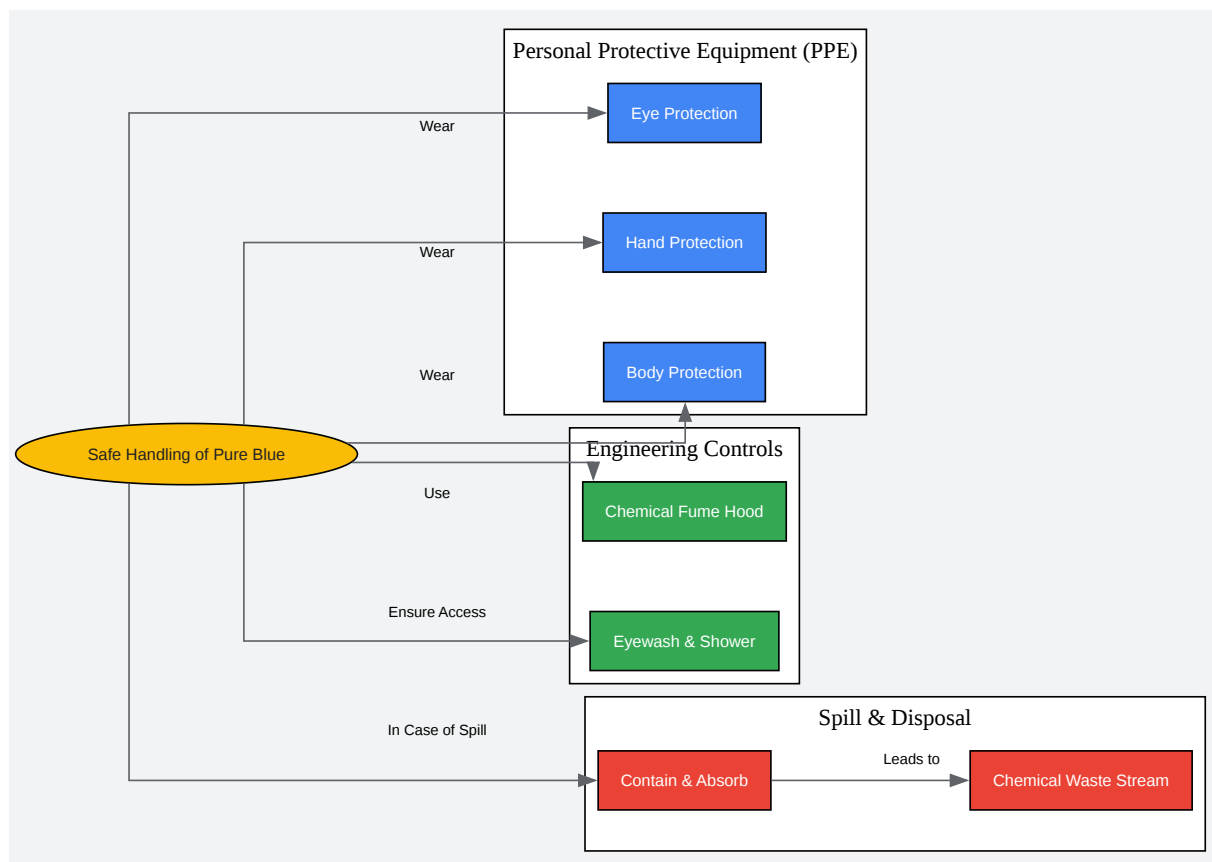 Personal Protective Equipment (PPE)
Eye Protection
Wear
Hand Protection
Wear
Body Protection
Wear
Safe Handling of Pure Blue
Engineering Controls
Use
Chemical Fume Hood
Ensure Access
Eyewash & Shower
Spill & Disposal
In Case of Spill
Contain & Absorb
Leads to
Chemical Waste Stream